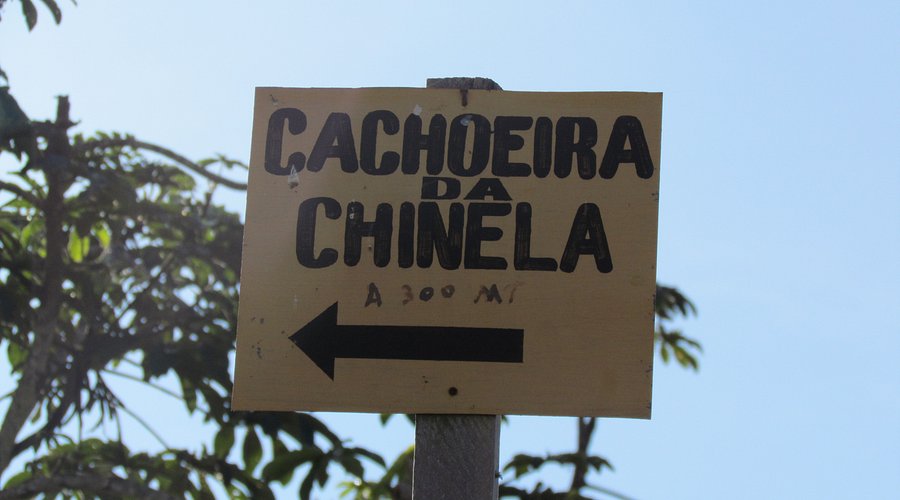 CACHOEIRA
DA
CHINELA
A 300 MT